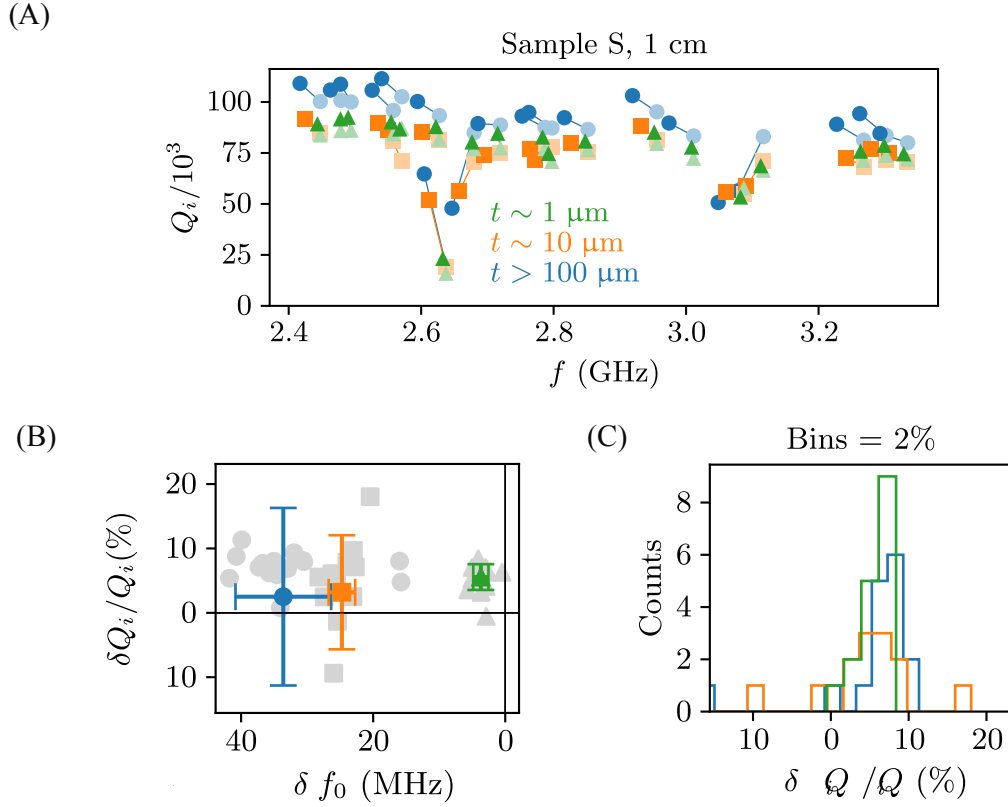 (A)
Sample S, 1 cm
Q_i/10^3
100
75
50
25
0
t ∼ 1 μm
t ∼ 10 μm
t > 100 μm
2.4 2.6 2.8 3.0 3.2
f (GHz)
(B)
δQ_i/Q_i(%)
20
10
0
10
40 20 0
δ f_0 (MHz)
(C)
Bins = 2%
Counts
8
6
4
2
0
10 0 10 20
δ Q_i/Q_i (%)